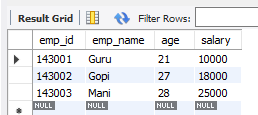 Result Grid Filter Rows:
emp_id emp_name age salary
143001 Guru 21 10000
143002 Gopi 27 18000
143003 Mani 28 25000
NULL NULL NULL NULL